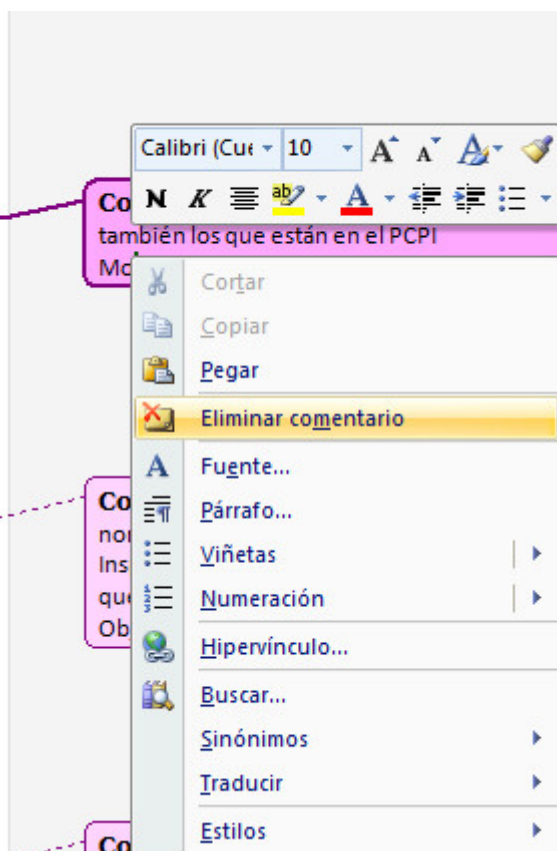 Calibri (Cue 10 A A A
N K A
Co
también los que están en el PCPI
Mo
Cortar
Copiar
Pegar
Eliminar comentario
Fuente...
Párrafo...
Viñetas
Numeración
Hipervínculo...
Buscar...
Sinónimos
Traducir
Estilos
Co
no
Ins
que
Ob
Co